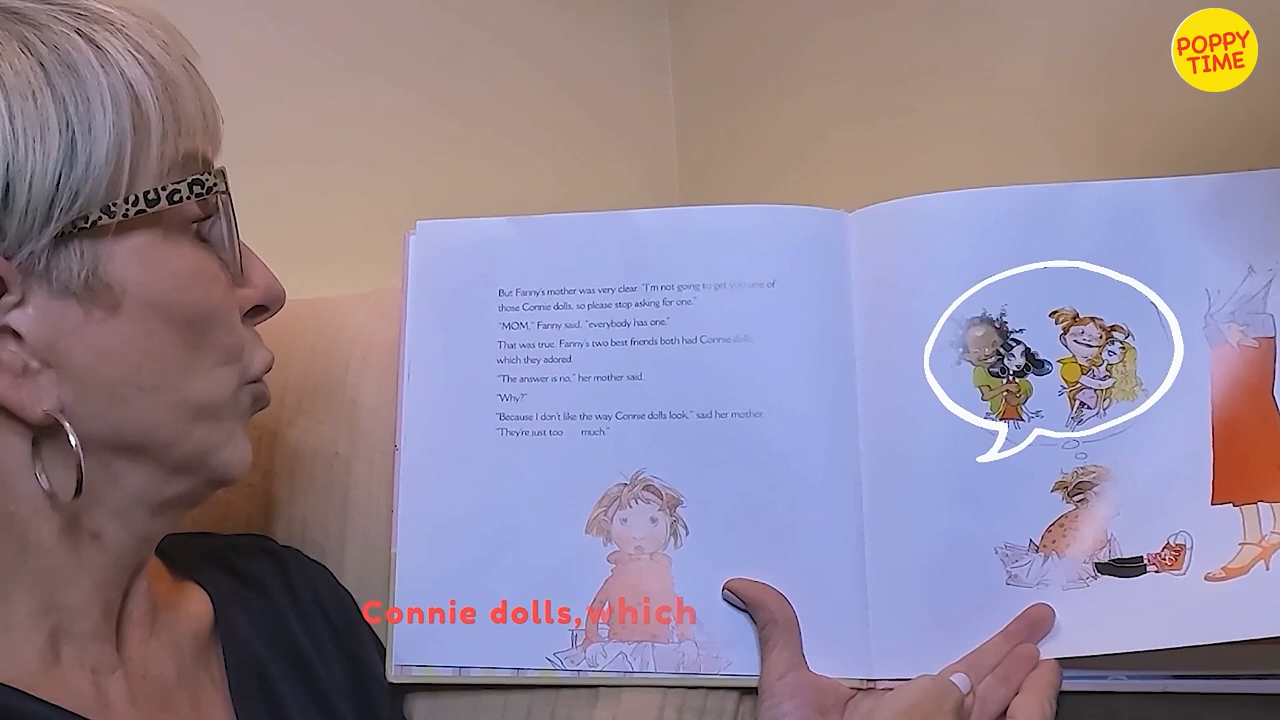 POPPY
TIME
But Fanny's mother was very clear. "I'm not going to get you one of
those Connie dolls, so please stop asking for one."
"MOM," Fanny said, "everybody has one."
That was true. Fanny's two best friends both had Connie dolls,
which they adored.
"The answer is no," her mother said.
"Why?"
"Because I don't like the way Connie dolls look," said her mother.
"They're just too much."
Connie dolls, which